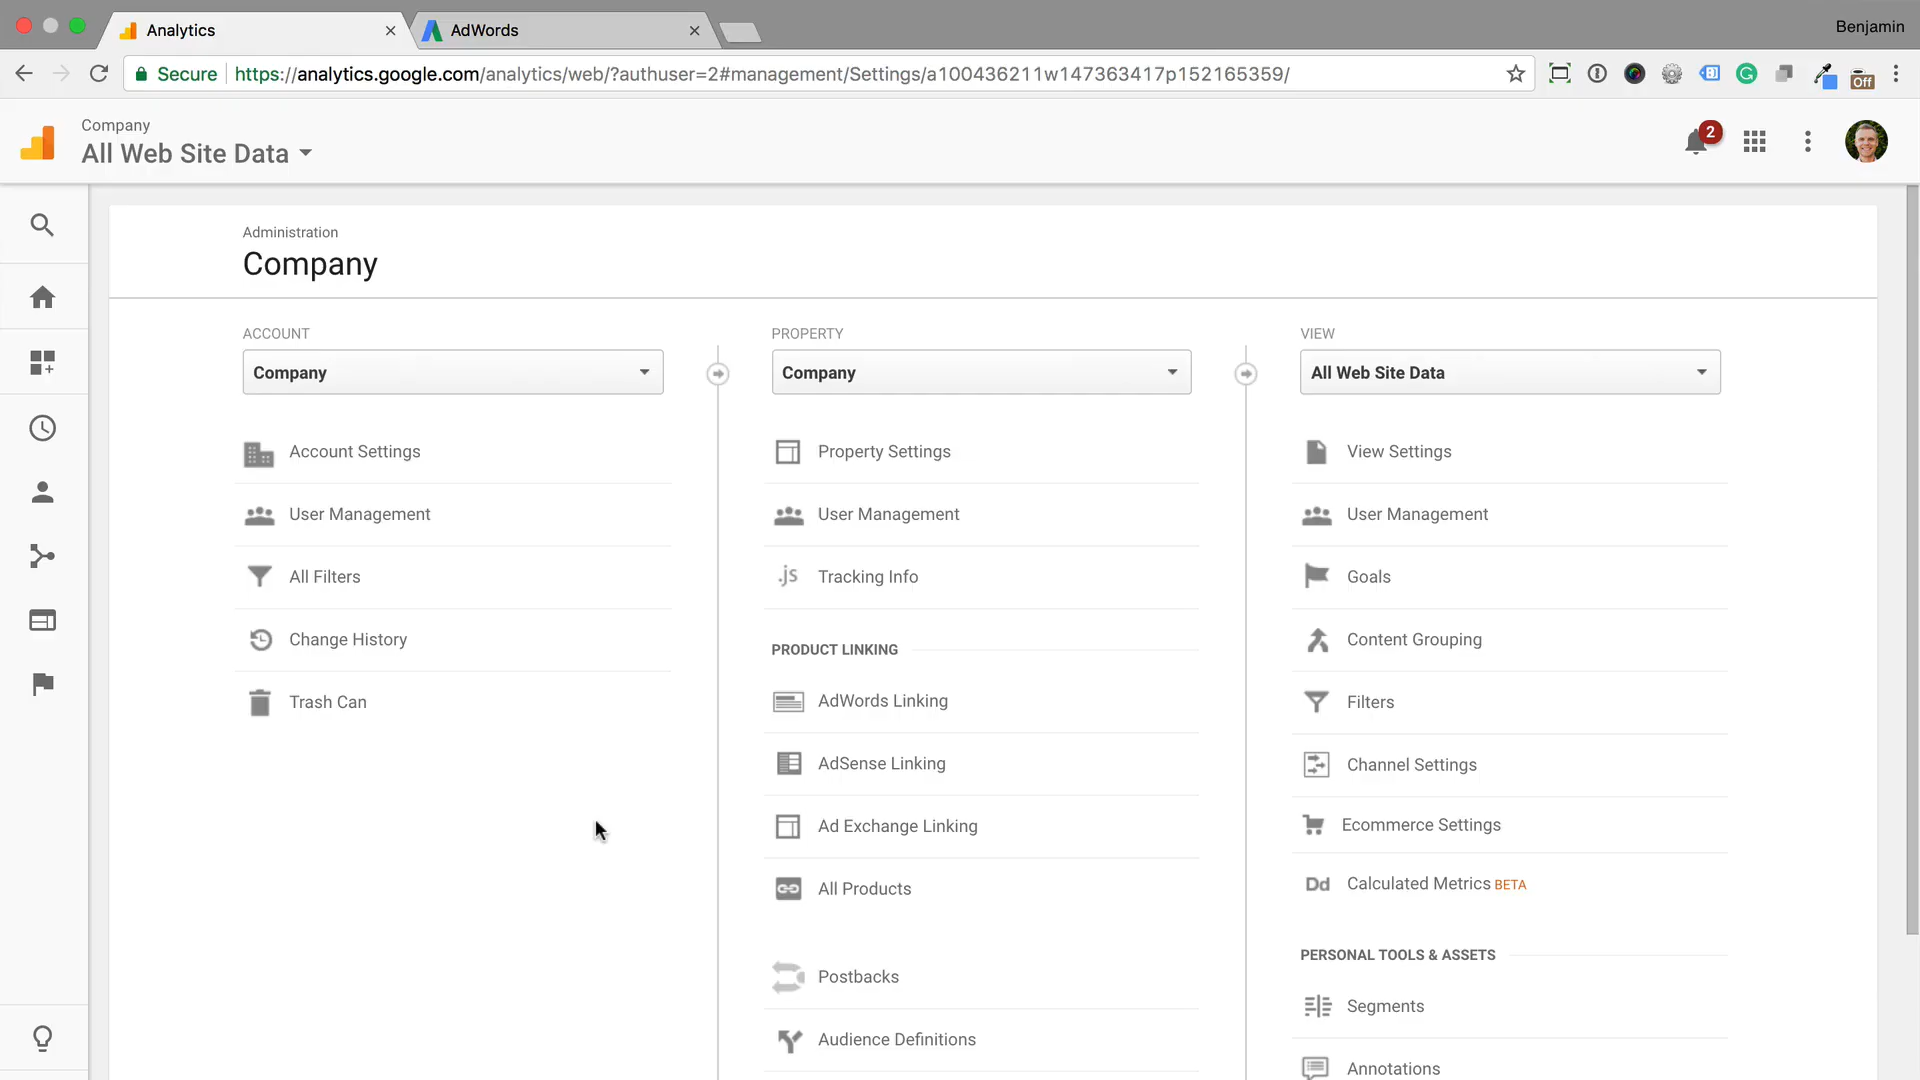 Analytics
AdWords
Benjamin
Secure
https://analytics.google.com/analytics/web/?authuser=2#management/Settings/a100436211w147363417p152165359/
Off
Company
All Web Site Data
2
Administration
Company
ACCOUNT
Company
Account Settings
User Management
All Filters
Change History
Trash Can
PROPERTY
Company
Property Settings
User Management
.js Tracking Info
PRODUCT LINKING
AdWords Linking
AdSense Linking
Ad Exchange Linking
All Products
Postbacks
Audience Definitions
VIEW
All Web Site Data
View Settings
User Management
Goals
Content Grouping
Filters
Channel Settings
Ecommerce Settings
Dd Calculated Metrics BETA
PERSONAL TOOLS & ASSETS
Segments
Annotations